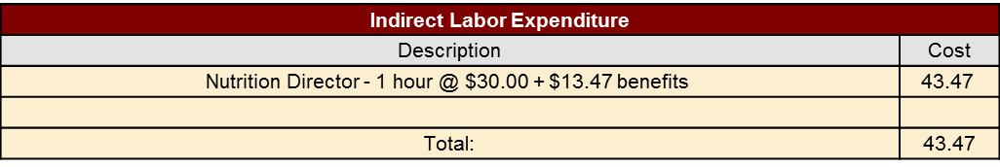 Indirect Labor Expenditure
Description Cost
Nutrition Director - 1 hour @ $30.00 + $13.47 benefits 43.47
Total: 43.47